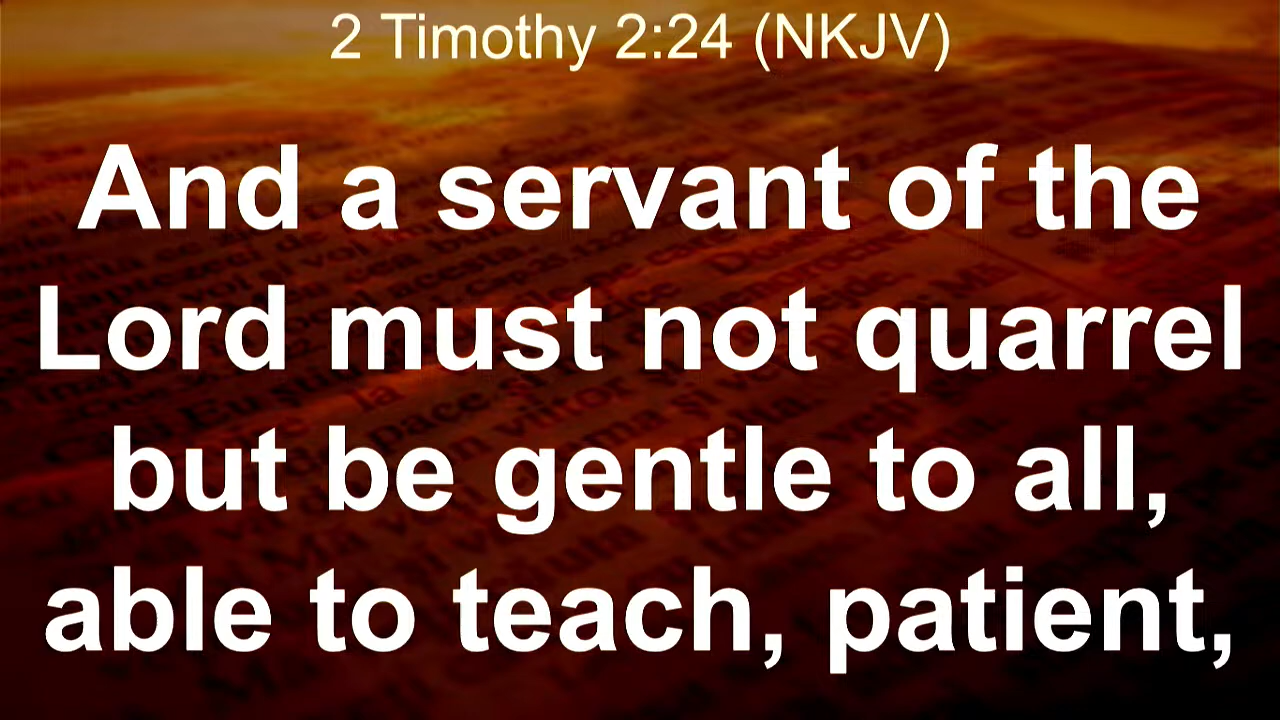 2 Timothy 2:24 (NKJV)
And a servant of the
Lord must not quarrel
but be gentle to all,
able to teach, patient,